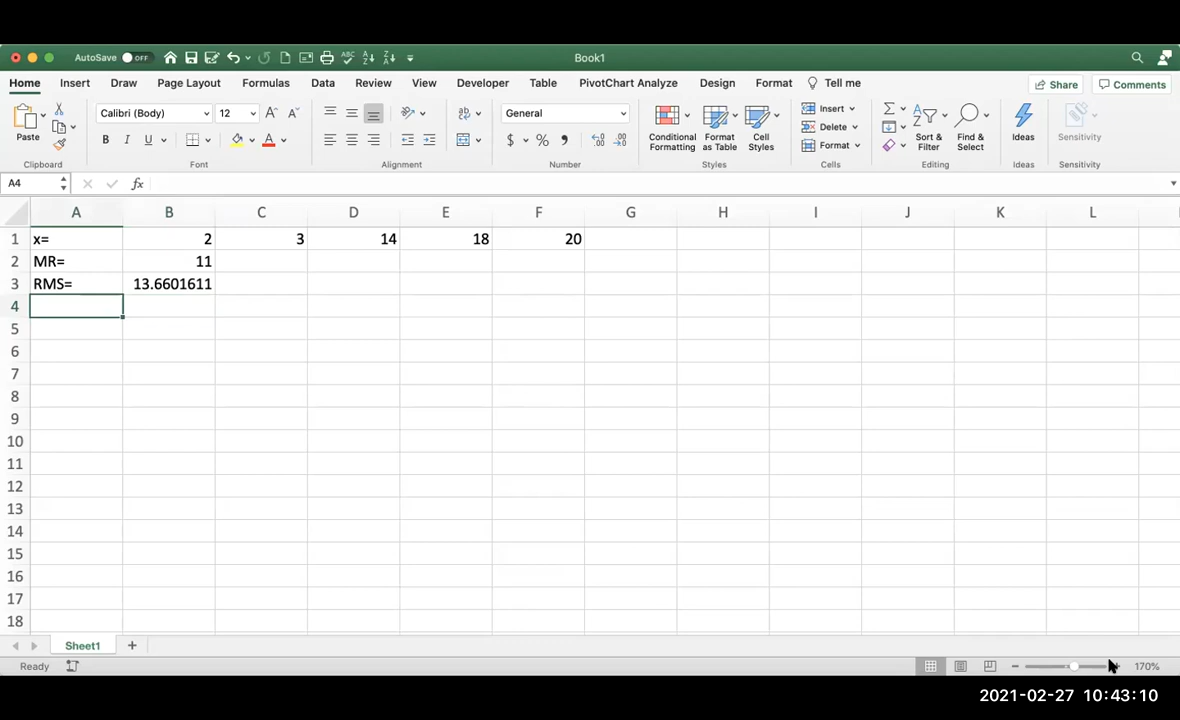 AutoSave OFF Book1
Home Insert Draw Page Layout Formulas Data Review View Developer Table PivotChart Analyze Design Format Tell me Share Comments
Paste Calibri (Body) 12 General Conditional Formatting Format as Table Cell Styles Insert Delete Format Sort & Filter Find & Select Ideas Sensitivity
Clipboard Font Alignment Number Styles Cells Editing Ideas Sensitivity
A4 fx
A B C D E F G H I J K L
1 x= 2 3 14 18 20
2 MR= 11
3 RMS= 13.6601611
4
5
6
7
8
9
10
11
12
13
14
15
16
17
18
Sheet1 +
Ready 170%
2021-02-27 10:43:10